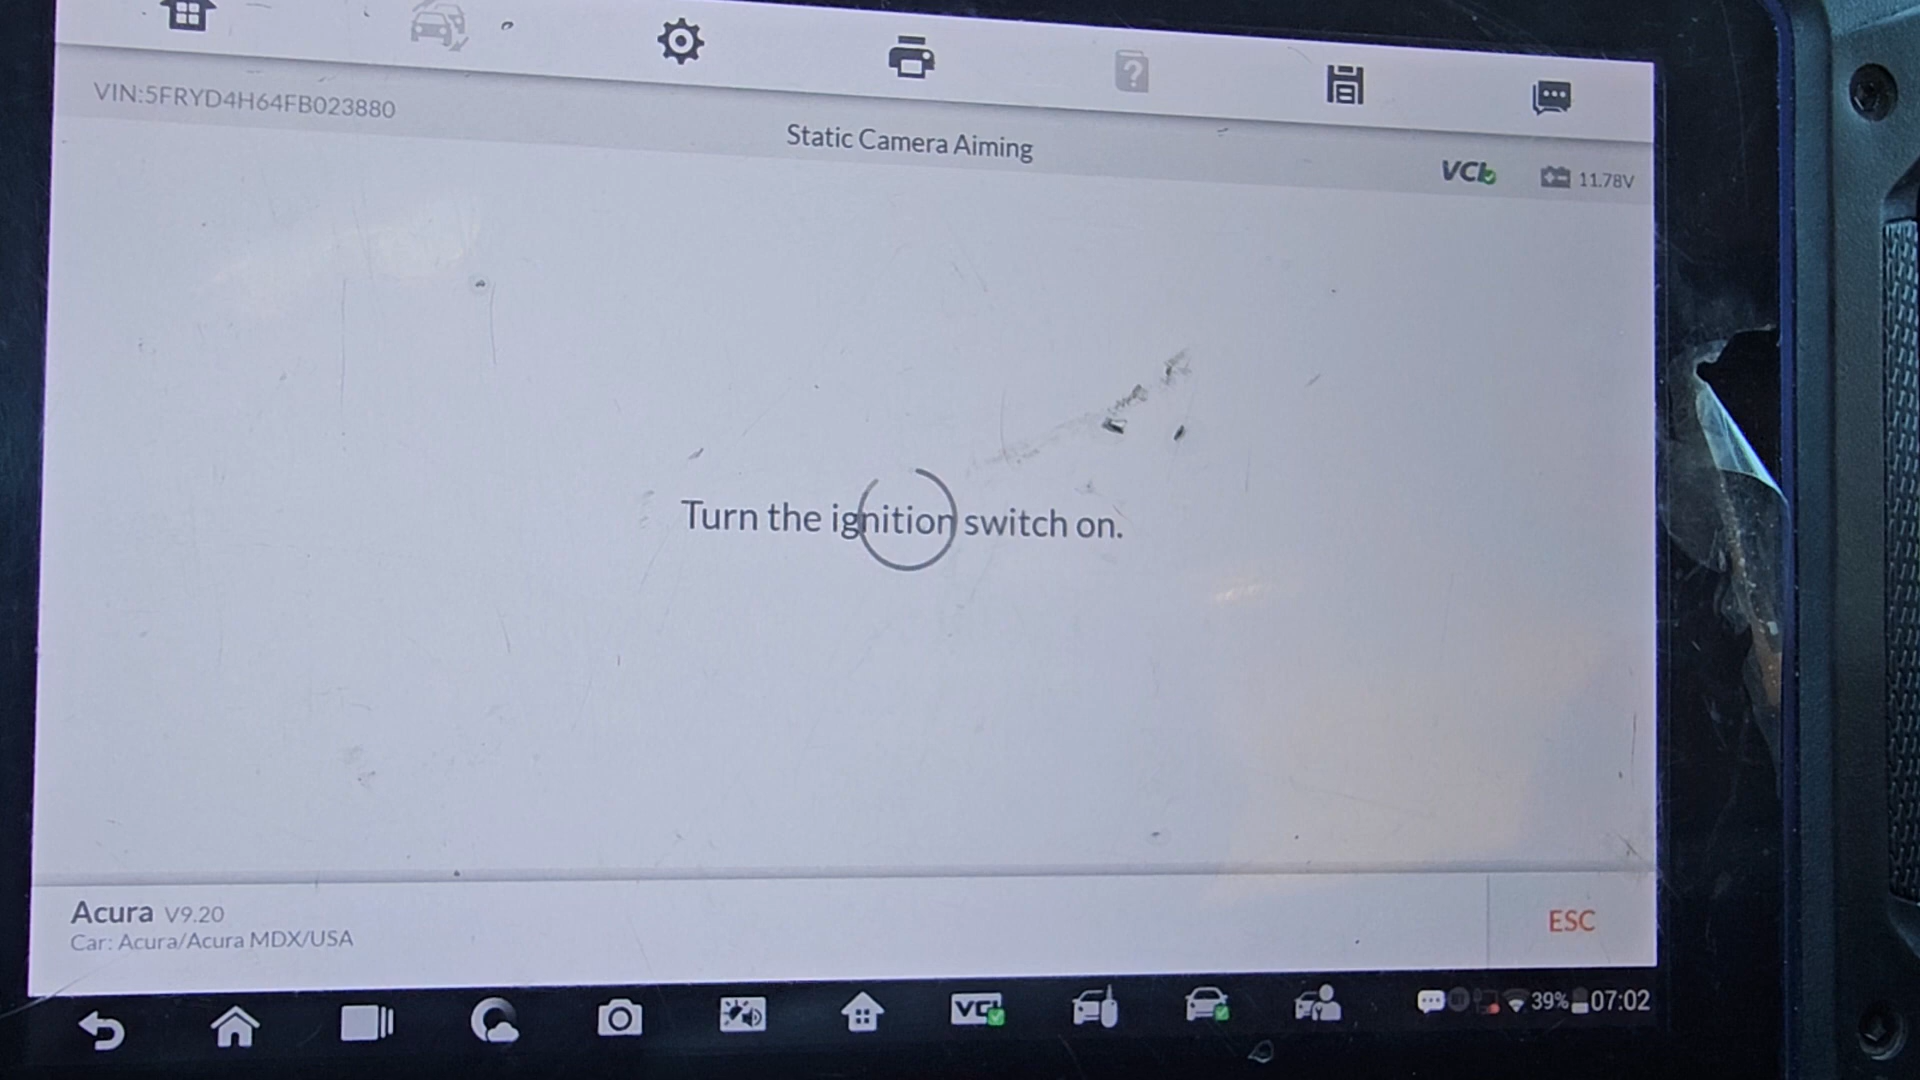 VIN:5FRYD4H64FB023880
Static Camera Aiming
VCI
11.78V
Turn the ignition switch on.
Acura V9.20
Car: Acura/Acura MDX/USA
ESC
VCI
39%
07:02